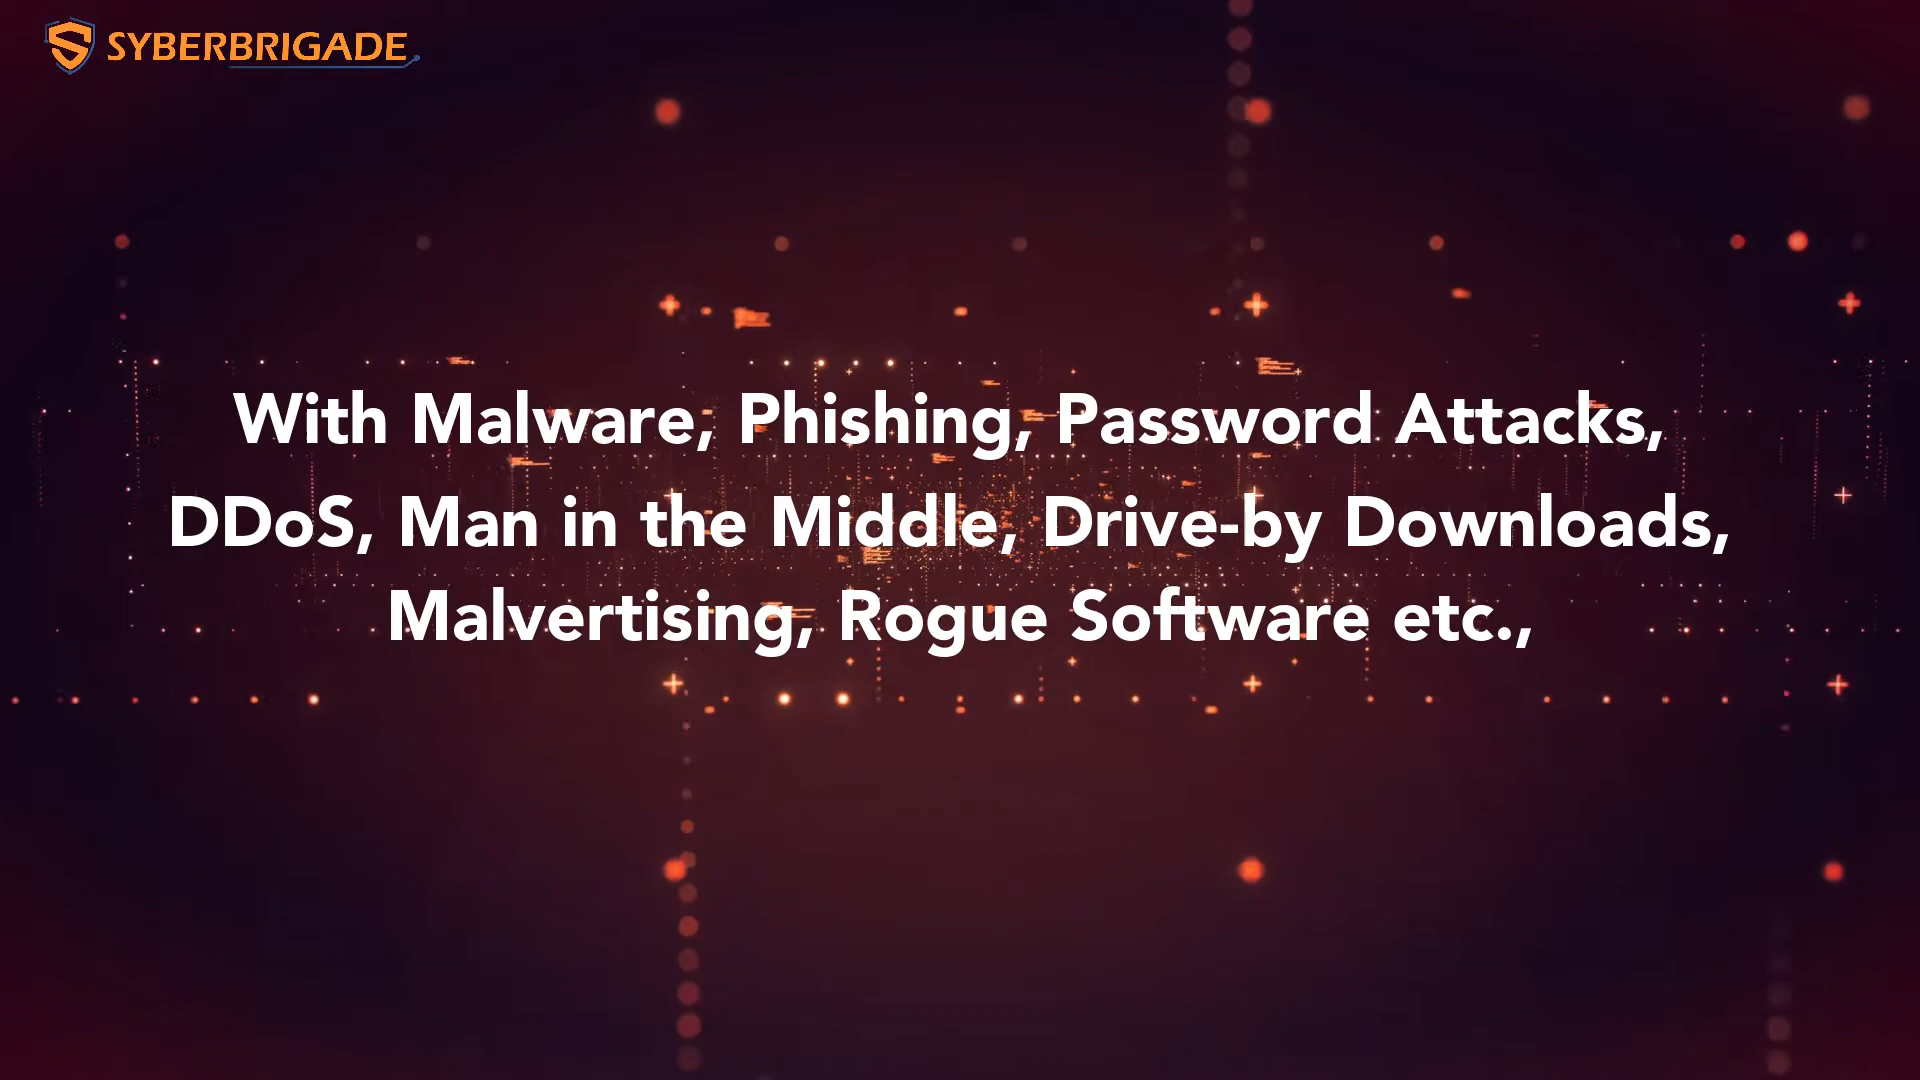 SYBERBRIGADE
With Malware, Phishing, Password Attacks,
DDoS, Man in the Middle, Drive-by Downloads,
Malvertising, Rogue Software etc.,